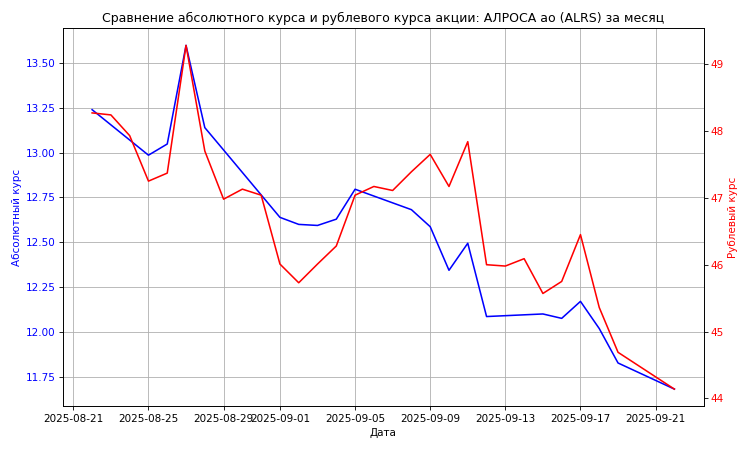 Сравнение абсолютного курса и рублевого курса акции: АЛРОСА ао (ALRS) за месяц
Абсолютный курс
13.50
13.25
13.00
12.75
12.50
12.25
12.00
11.75
49
48
47
46
45
44
Рублевый курс
2025-08-21 2025-08-25 2025-08-29 2025-09-01 2025-09-05 2025-09-09 2025-09-13 2025-09-17 2025-09-21
Дата